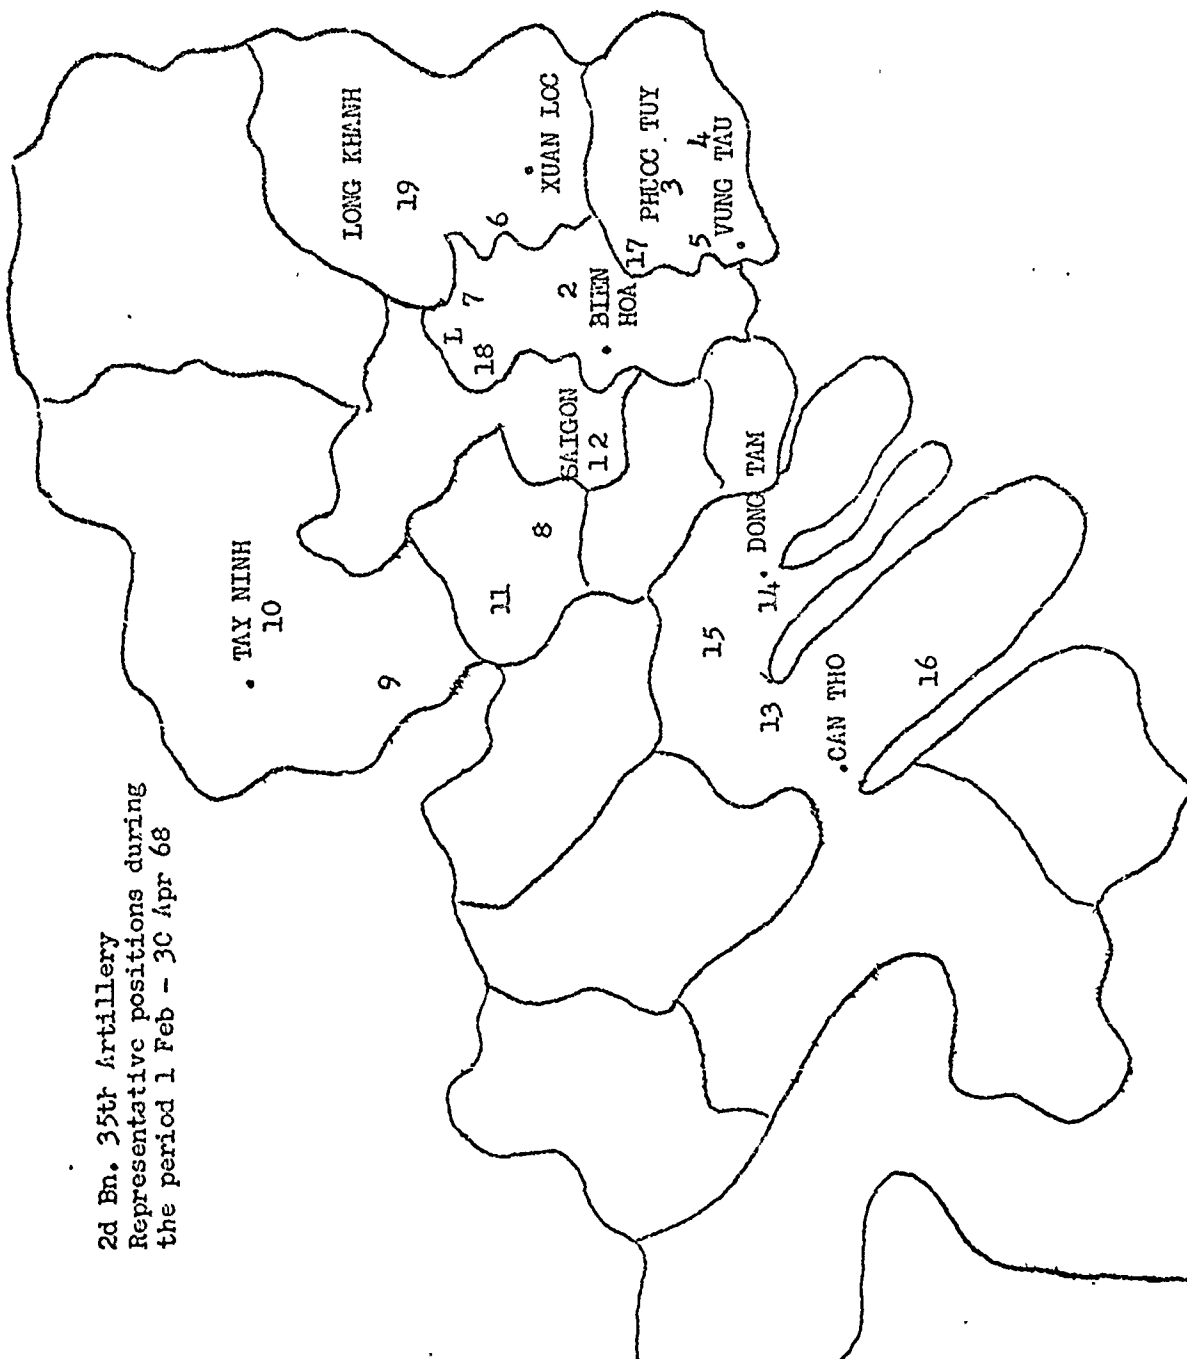 2d Bn. 35th Artillery
Representative positions during
the period 1 Feb - 30 Apr 68
TAY NINH
10
LONG KHANH
9
19
L
7
18
6
11
8
XUAN LOC
SAIGON
2
12
BIEN
HOA
17
PHUOC TUY
3
5
4
15
VUNG TAU
14
DONG TAM
13
CAN THO
16